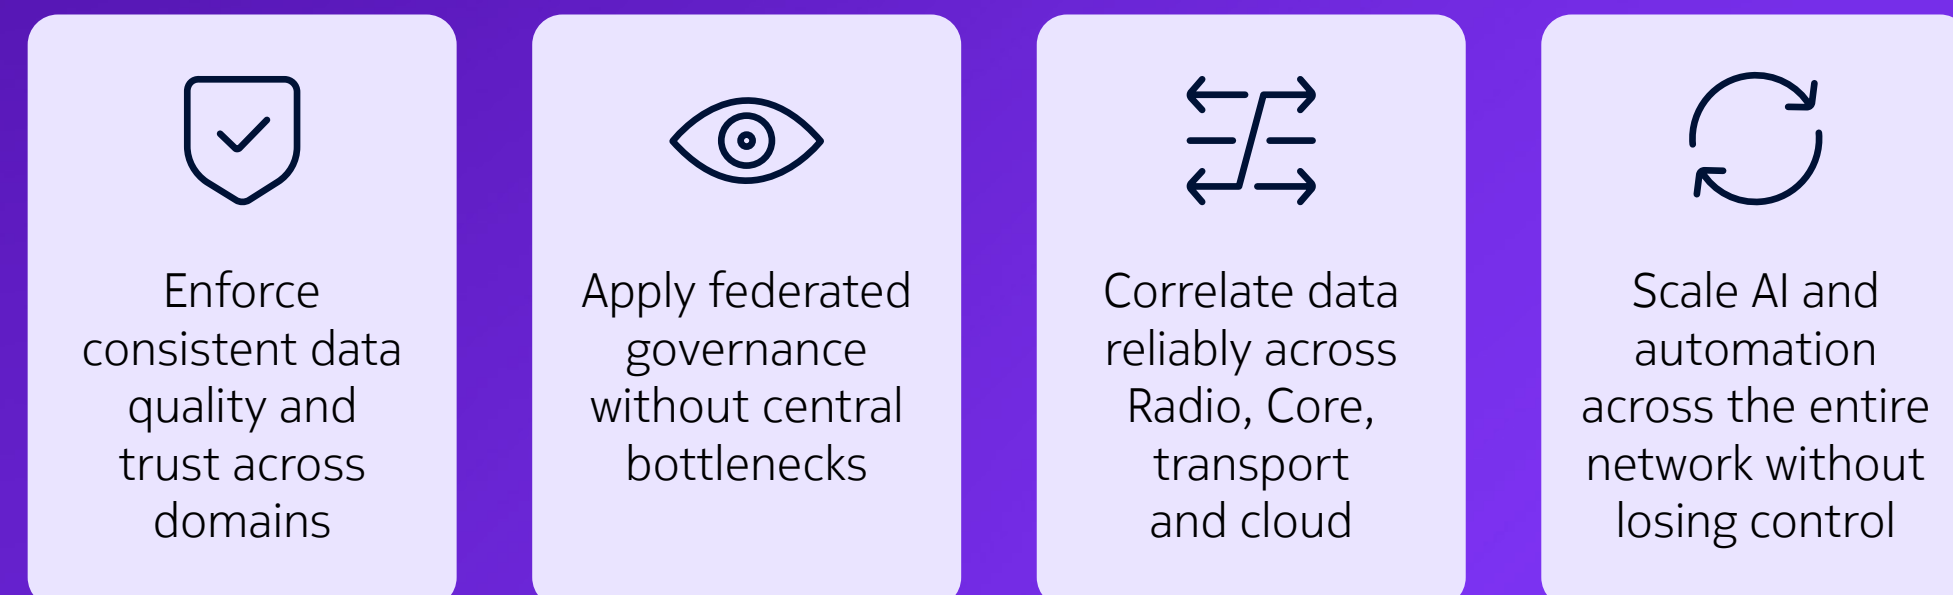 Enforce
consistent data
quality and
trust across
domains
Apply federated
governance
without central
bottlenecks
Correlate data
reliably across
Radio, Core,
transport
and cloud
Scale AI and
automation
across the entire
network without
losing control